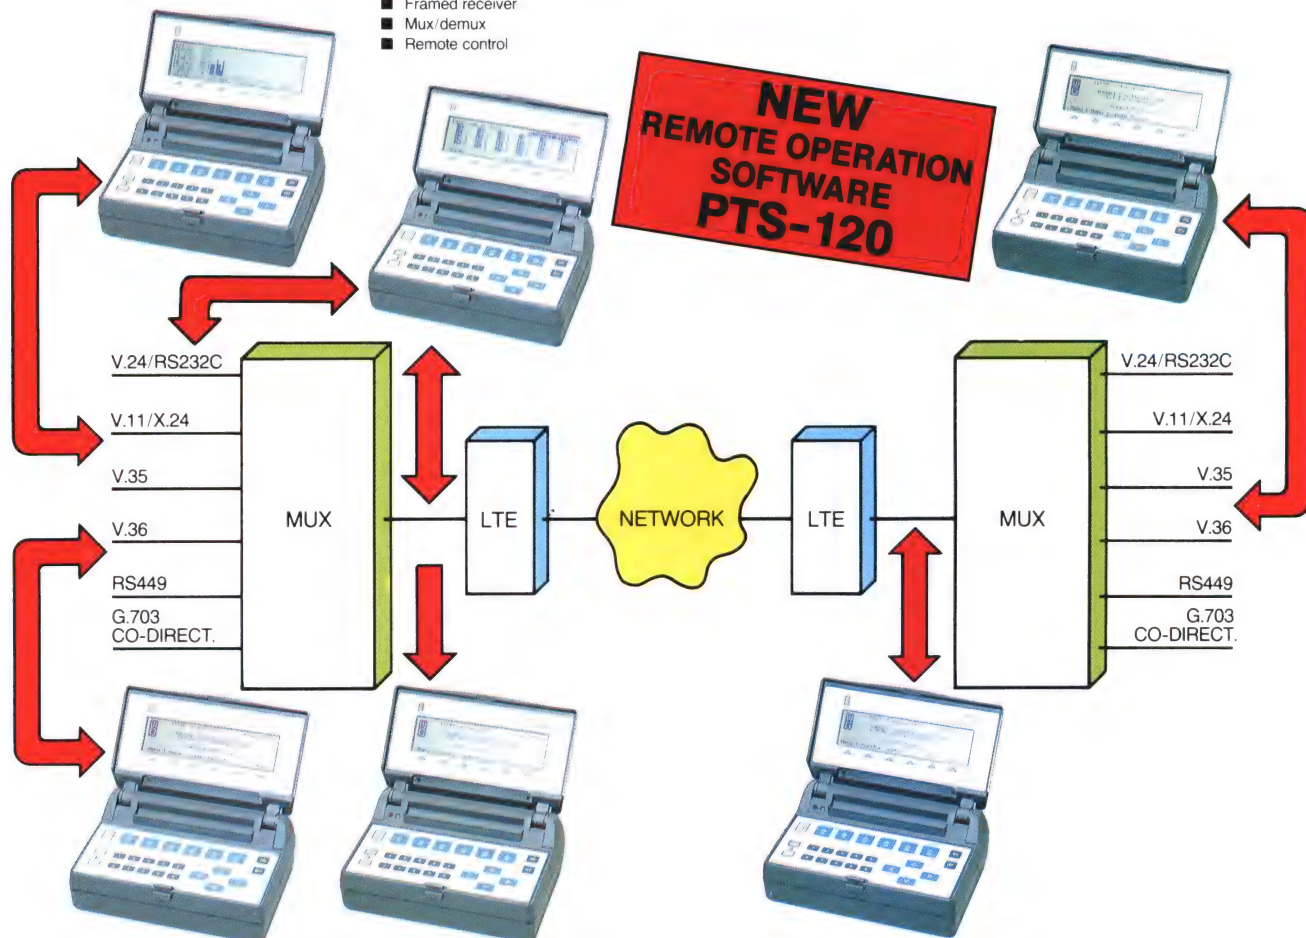 ■ Framed receiver
■ Mux/demux
■ Remote control
NEW
REMOTE OPERATION
SOFTWARE
PTS-120
V.24/RS232C
V.11/X.24
V.35
V.36
RS449
G.703
CO-DIRECT.
MUX
LTE
NETWORK
LTE
MUX
V.24/RS232C
V.11/X.24
V.35
V.36
RS449
G.703
CO-DIRECT.